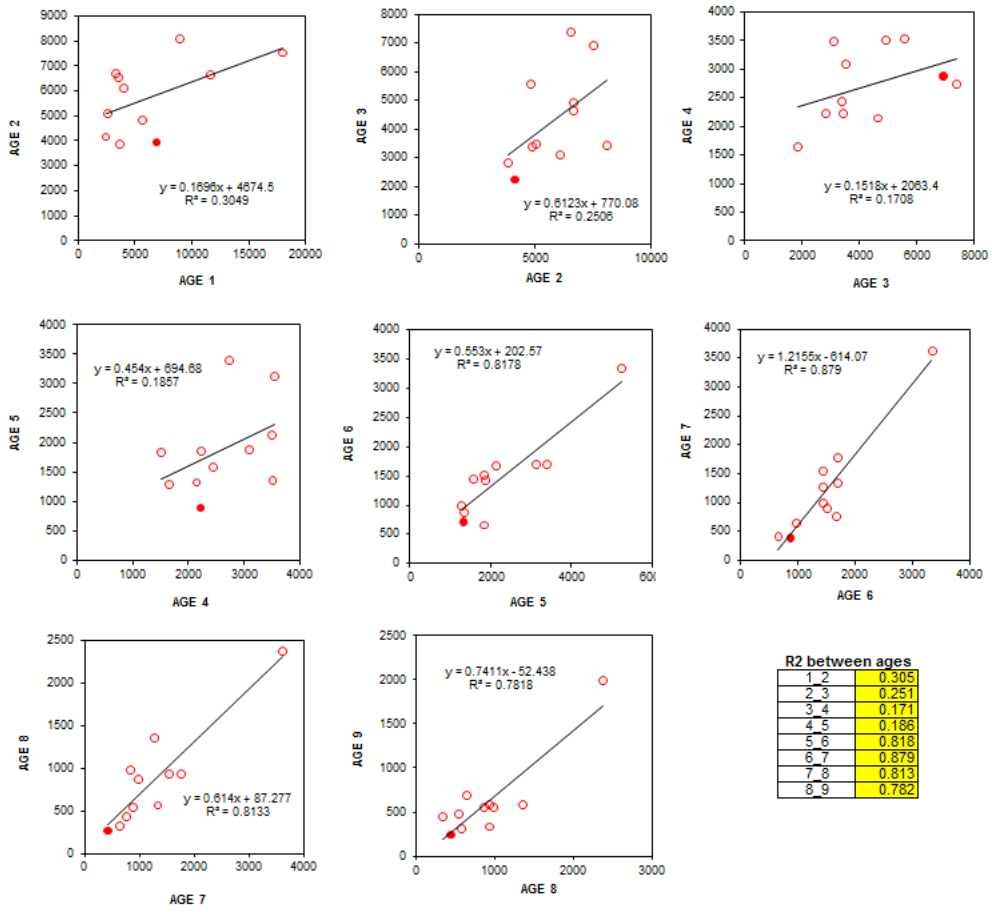 9000
8000
7000
6000
5000
4000
3000
2000
1000
0
AGE 2
y = 0.1696x + 4674.5
R² = 0.3049
0 5000 10000 15000 20000
AGE 1
8000
7000
6000
5000
4000
3000
2000
1000
0
AGE 3
y = 0.6123x + 770.08
R² = 0.2506
0 5000 10000
AGE 2
4000
3500
3000
2500
2000
1500
1000
500
0
AGE 4
y = 0.1518x + 2063.4
R² = 0.1708
0 2000 4000 6000 8000
AGE 3
4000
3500
3000
2500
2000
1500
1000
500
0
AGE 5
y = 0.454x + 694.68
R² = 0.1857
0 1000 2000 3000 4000
AGE 4
4000
3500
3000
2500
2000
1500
1000
500
0
AGE 6
y = 0.553x + 202.57
R² = 0.8178
0 2000 4000 600
AGE 5
4000
3500
3000
2500
2000
1500
1000
500
0
AGE 7
y = 1.2155x - 614.07
R² = 0.879
0 1000 2000 3000 4000
AGE 6
2500
2000
1500
1000
500
0
AGE 8
y = 0.614x + 87.277
R² = 0.8133
0 1000 2000 3000 4000
AGE 7
2500
2000
1500
1000
500
0
AGE 9
y = 0.7411x - 52.438
R² = 0.7818
0 1000 2000 3000
AGE 8
R2 between ages
1_2 0.305
2_3 0.251
3_4 0.171
4_5 0.186
5_6 0.818
6_7 0.879
7_8 0.813
8_9 0.782